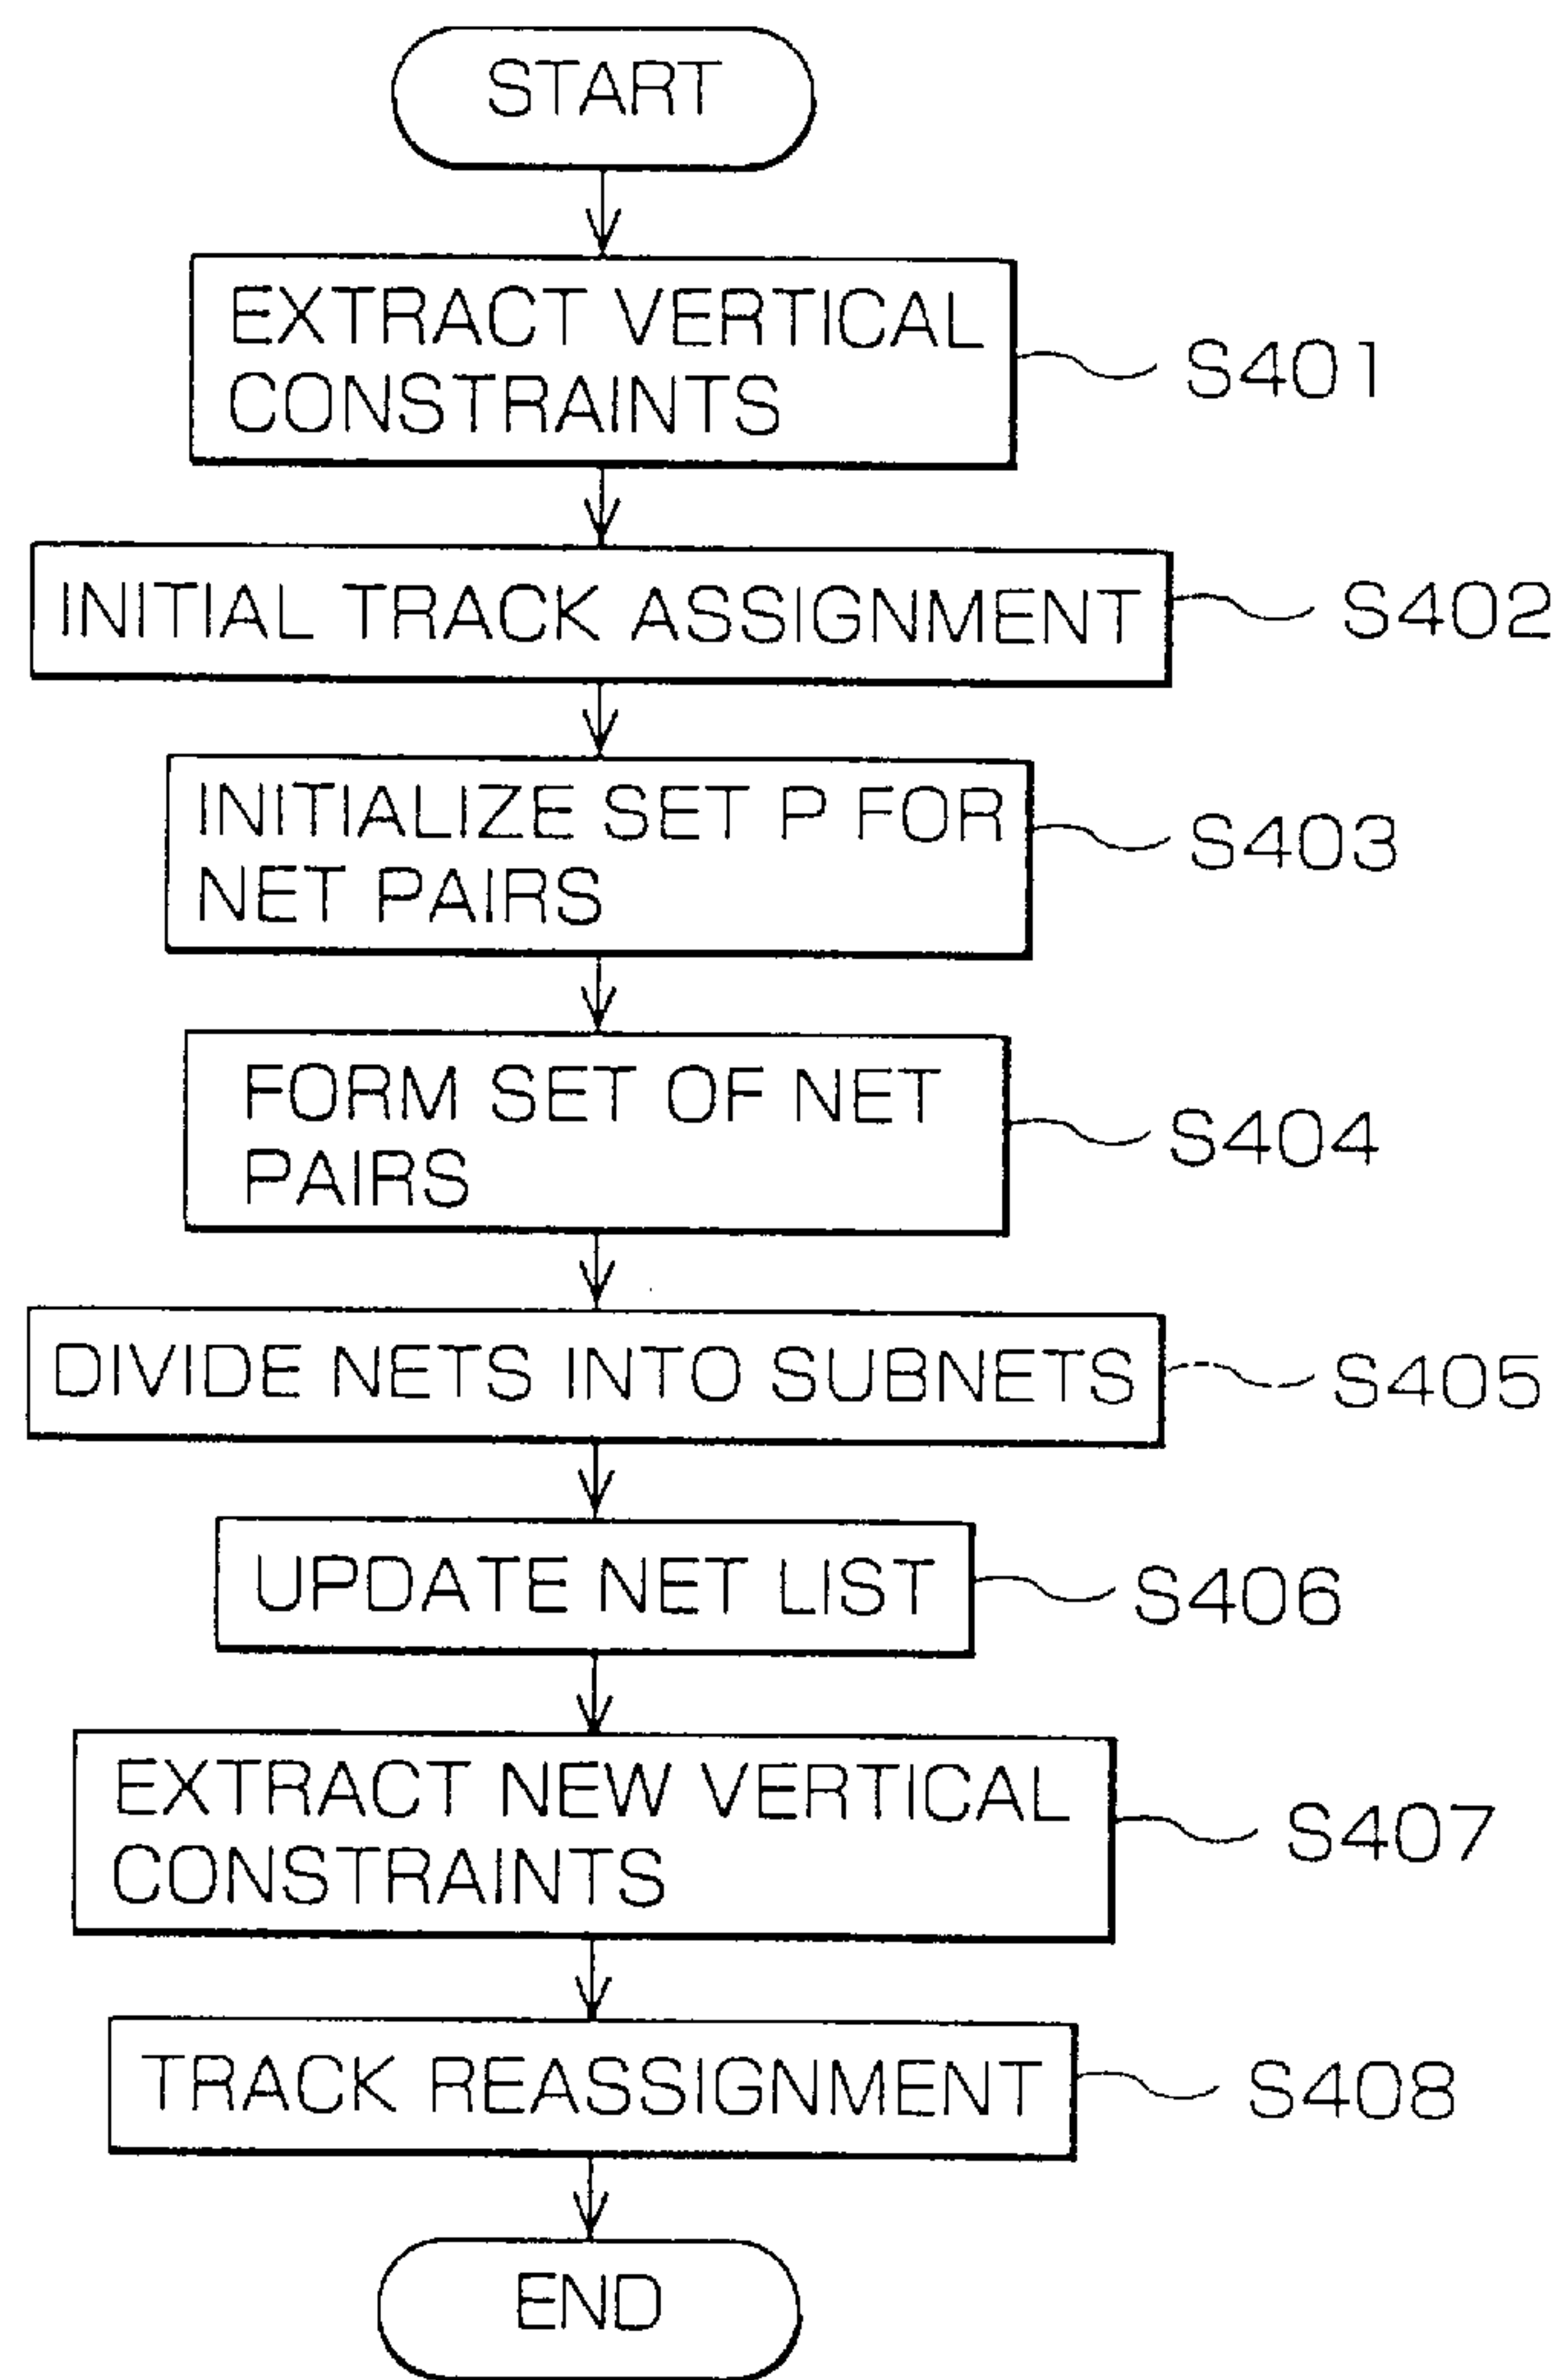 START
EXTRACT VERTICAL
CONSTRAINTS
S401
INITIAL TRACK ASSIGNMENT
S402
INITIALIZE SET P FOR
NET PAIRS
S403
FORM SET OF NET
PAIRS
S404
DIVIDE NETS INTO SUBNETS
S405
UPDATE NET LIST
S406
EXTRACT NEW VERTICAL
CONSTRAINTS
S407
TRACK REASSIGNMENT
S408
END